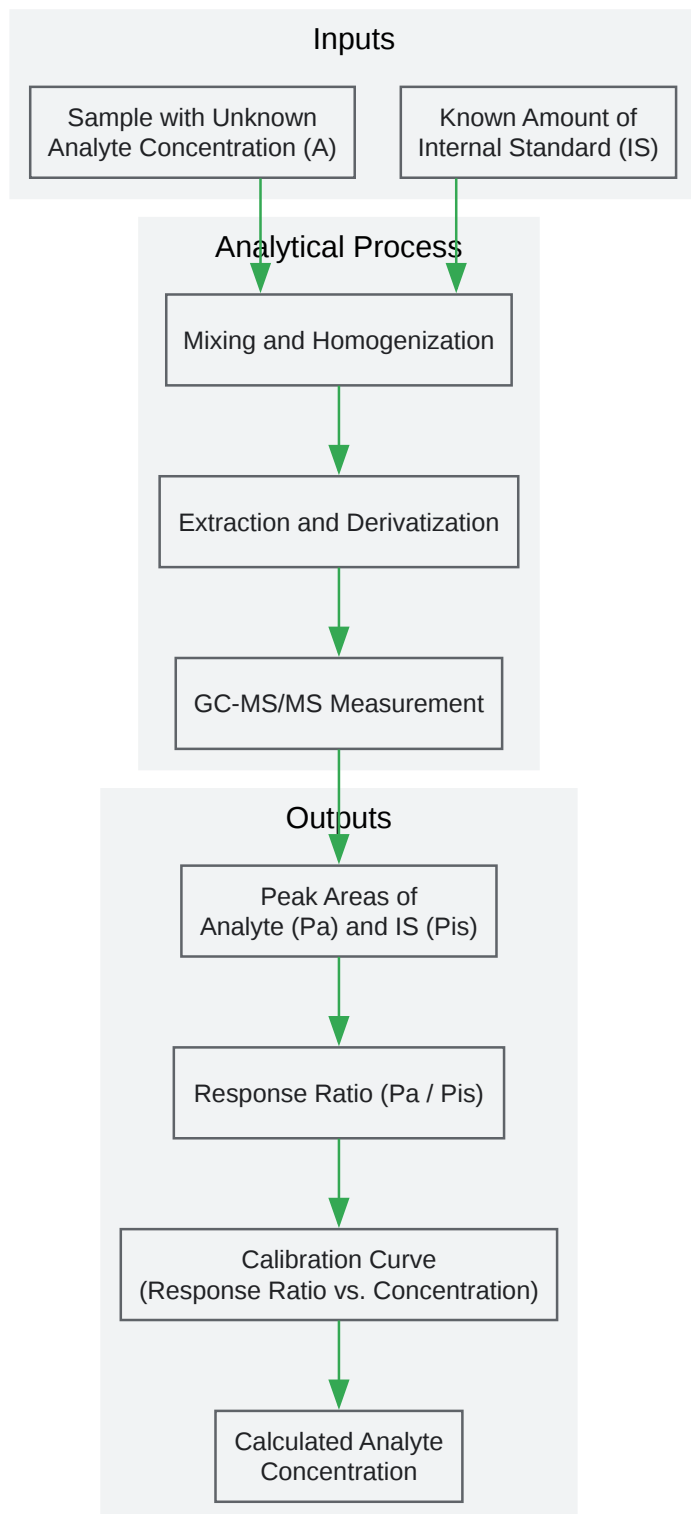 Inputs
Sample with Unknown
Analyte Concentration (A)
Known Amount of
Internal Standard (IS)
Analytical Process
Mixing and Homogenization
Extraction and Derivatization
GC-MS/MS Measurement
Outputs
Peak Areas of
Analyte (Pa) and IS (Pis)
Response Ratio (Pa / Pis)
Calibration Curve
(Response Ratio vs. Concentration)
Calculated Analyte
Concentration